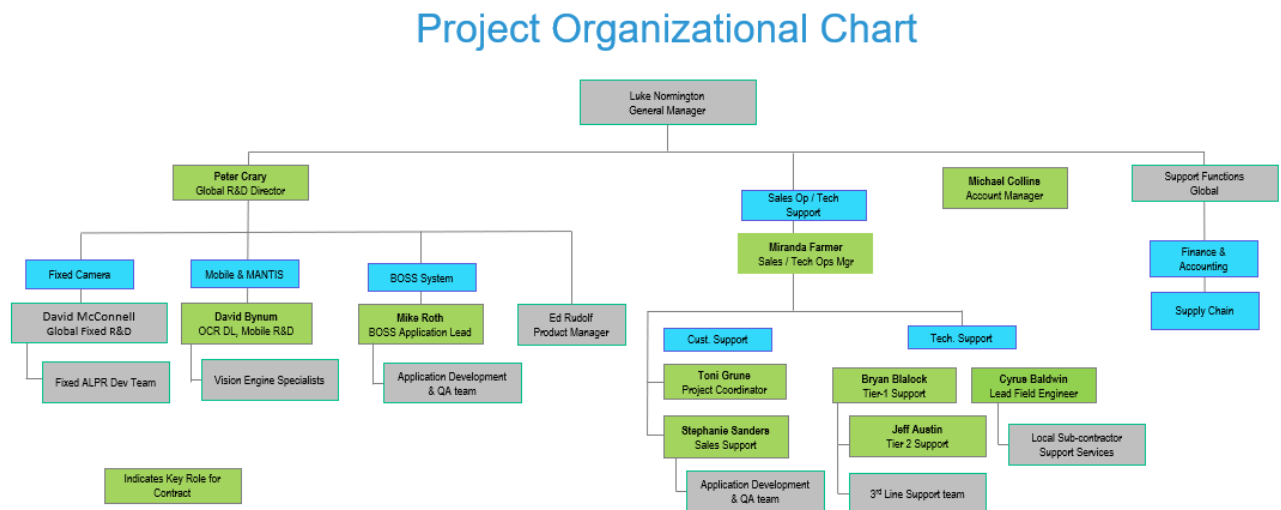 Project Organizational Chart
Luke Normington
General Manager
Peter Crary
Global R&D Director
Sales Op / Tech
Support
Michael Collins
Account Manager
Support Functions
Global
Miranda Farmer
Sales / Tech Ops Mgr
Fixed Camera
Mobile & MANTIS
BOSS System
Finance &
Accounting
David McConnell
Global Fixed R&D
David Bynum
OCR DL, Mobile R&D
Mike Roth
BOSS Application Lead
Ed Rudolf
Product Manager
Supply Chain
Cust. Support
Tech. Support
Fixed ALPR Dev Team
Vision Engine Specialists
Application Development
& QA team
Toni Grune
Project Coordinator
Bryan Blalock
Tier-1 Support
Cyrus Baldwin
Lead Field Engineer
Stephanie Sanders
Sales Support
Jeff Austin
Tier 2 Support
Local Sub-contractor
Support Services
Indicates Key Role for
Contract
Application Development
& QA team
3rd Line Support team